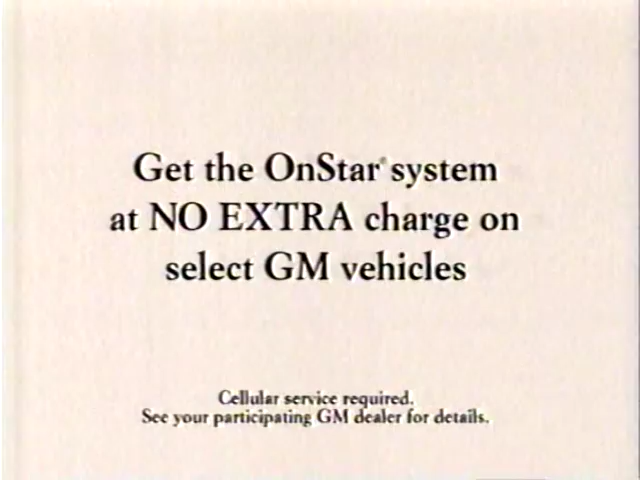 Get the OnStar® system
at NO EXTRA charge on
select GM vehicles
Cellular service required.
See your participating GM dealer for details.